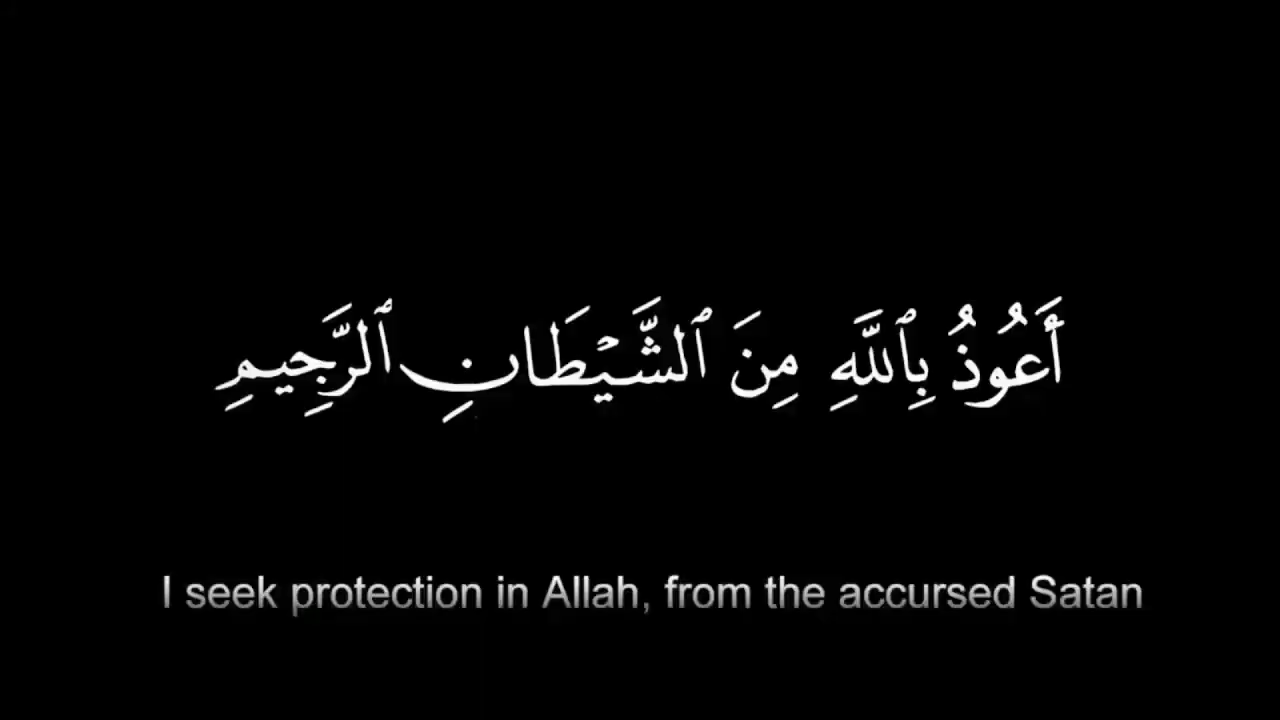 أَعُوذُ بِٱللَّهِ مِنَ ٱلشَّيْطَانِ ٱلرَّجِيمِ
I seek protection in Allah, from the accursed Satan